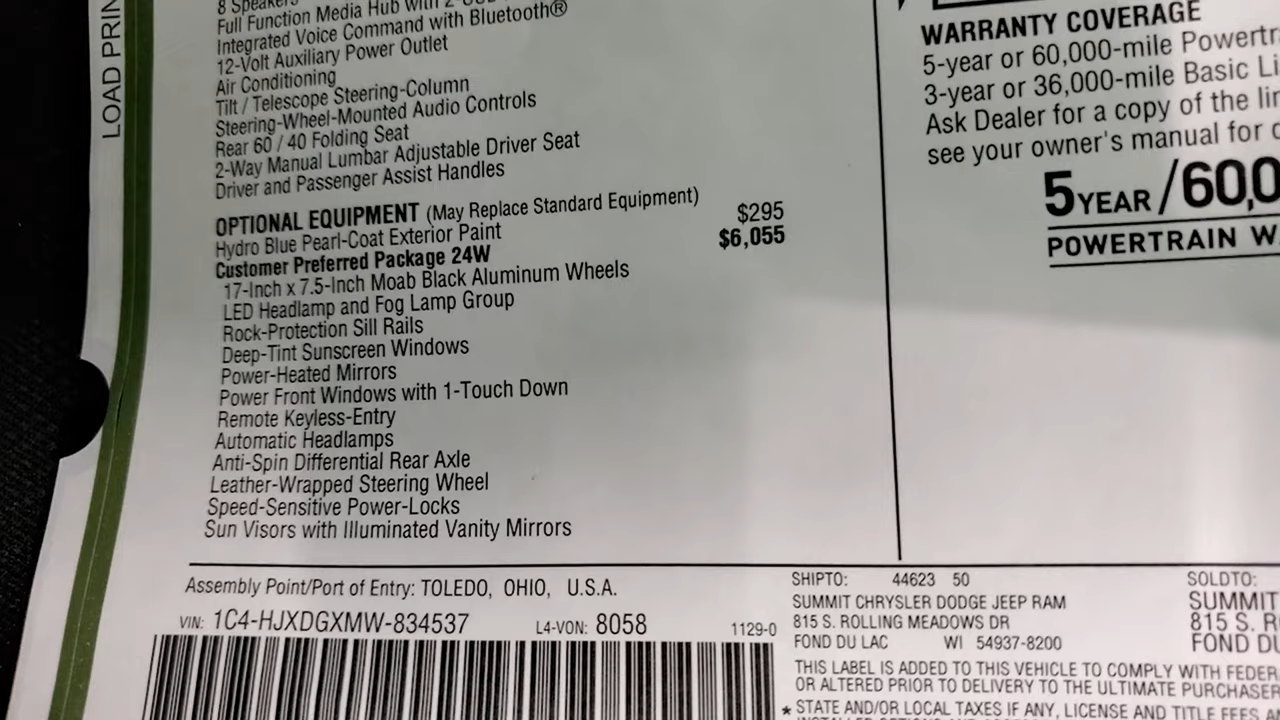 LOAD PRIN
8 Speakers
Full Function Media Hub with 2
Integrated Voice Command with Bluetooth®
12-Volt Auxiliary Power Outlet
Air Conditioning
Tilt / Telescope Steering-Column
Steering-Wheel-Mounted Audio Controls
Rear 60 / 40 Folding Seat
2-Way Manual Lumbar Adjustable Driver Seat
Driver and Passenger Assist Handles
OPTIONAL EQUIPMENT (May Replace Standard Equipment)
Hydro Blue Pearl-Coat Exterior Paint $295
Customer Preferred Package 24W $6,055
17-Inch x 7.5-Inch Moab Black Aluminum Wheels
LED Headlamp and Fog Lamp Group
Rock-Protection Sill Rails
Deep-Tint Sunscreen Windows
Power-Heated Mirrors
Power Front Windows with 1-Touch Down
Remote Keyless-Entry
Automatic Headlamps
Anti-Spin Differential Rear Axle
Leather-Wrapped Steering Wheel
Speed-Sensitive Power-Locks
Sun Visors with Illuminated Vanity Mirrors
WARRANTY COVERAGE
5-year or 60,000-mile Powertr
3-year or 36,000-mile Basic Li
Ask Dealer for a copy of the lim
see your owner's manual for
5 YEAR / 60,0
POWERTRAIN W
Assembly Point/Port of Entry: TOLEDO, OHIO, U.S.A.
VIN: 1C4-HJXDGXMW-834537 L4-VON: 8058 1129-0
SHIPTO: 44623 50
SUMMIT CHRYSLER DODGE JEEP RAM
815 S. ROLLING MEADOWS DR
FOND DU LAC WI 54937-8200
SOLDTO:
SUMMIT
815 S. R
FOND DU
THIS LABEL IS ADDED TO THIS VEHICLE TO COMPLY WITH FEDER
OR ALTERED PRIOR TO DELIVERY TO THE ULTIMATE PURCHASER
* STATE AND/OR LOCAL TAXES IF ANY, LICENSE AND TITLE FEES A